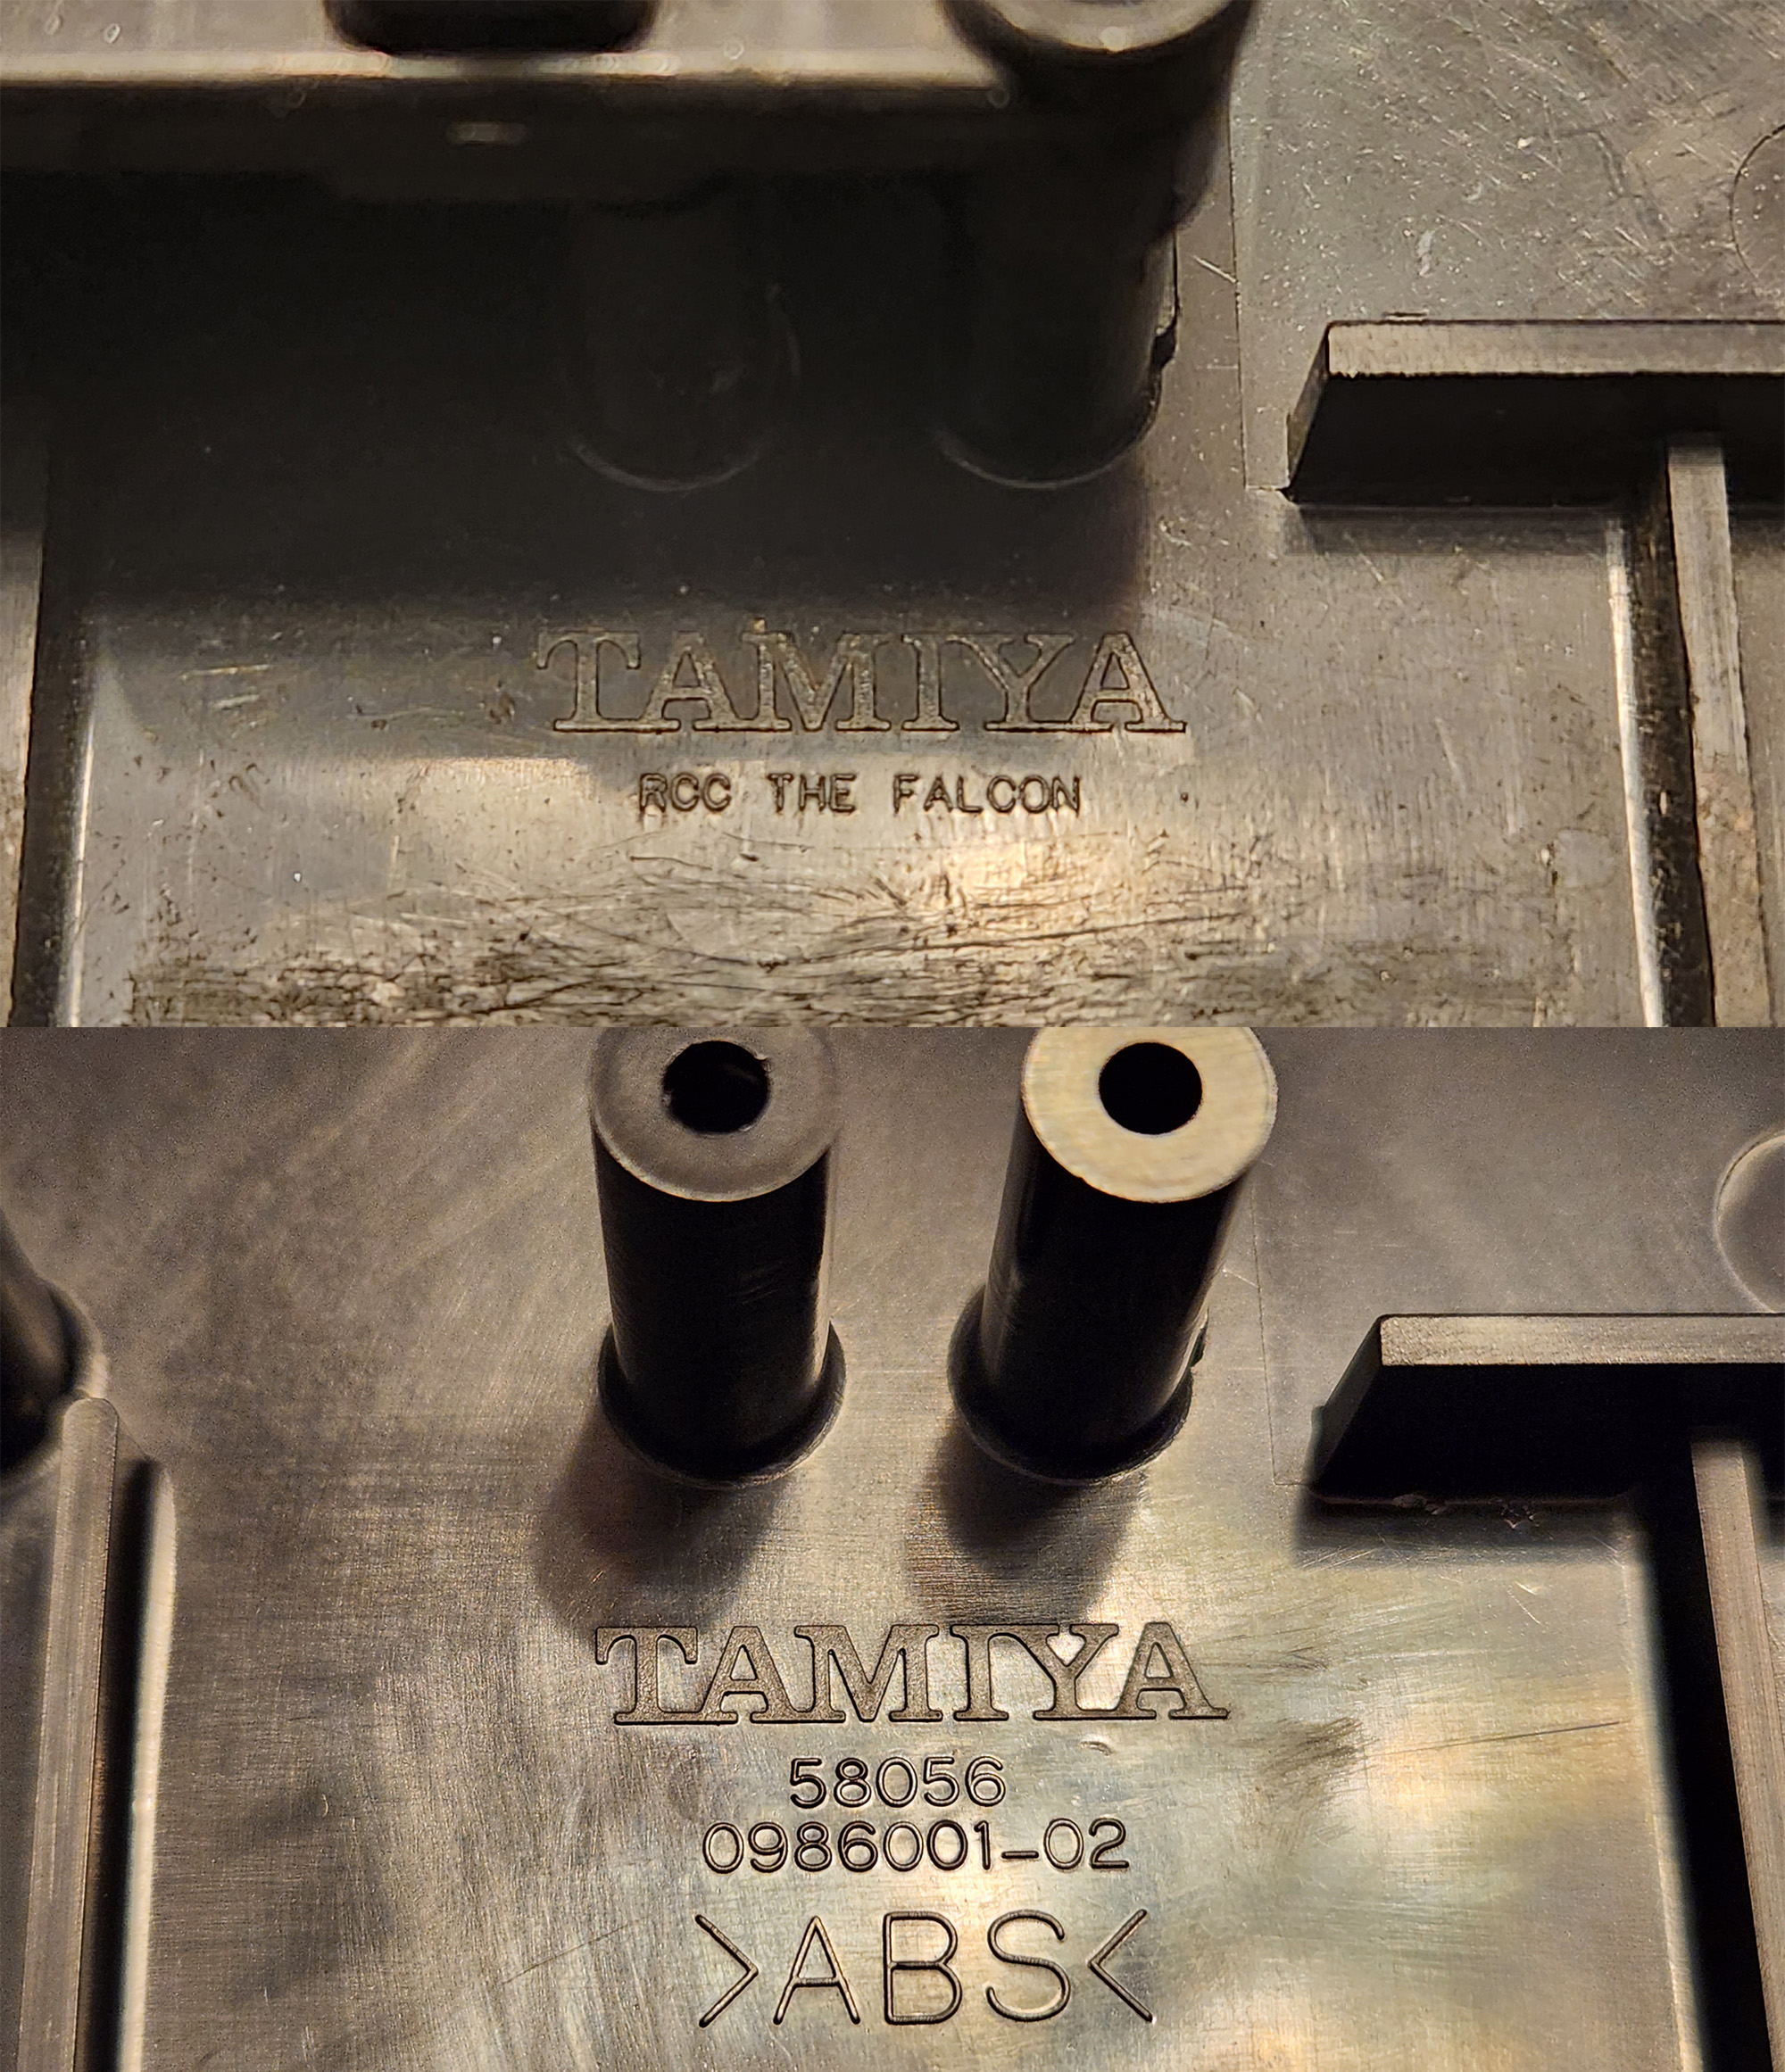 TAMIYA
RCC THE FALCON
TAMIYA
58056
0986001-02
>ABS<